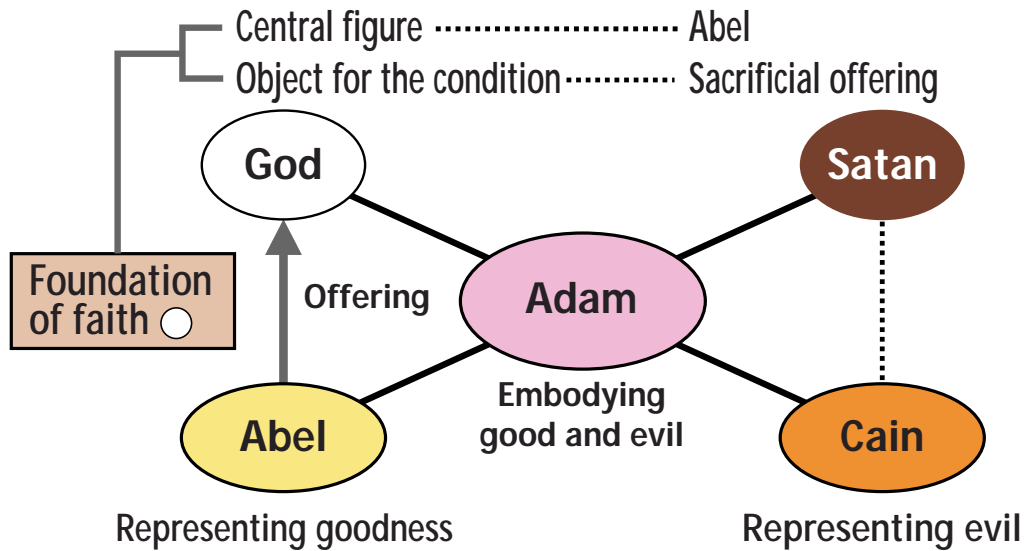 Central figure Abel
Object for the condition Sacrificial offering
God
Satan
Foundation
of faith
Offering
Adam
Embodying
good and evil
Abel
Cain
Representing goodness
Representing evil